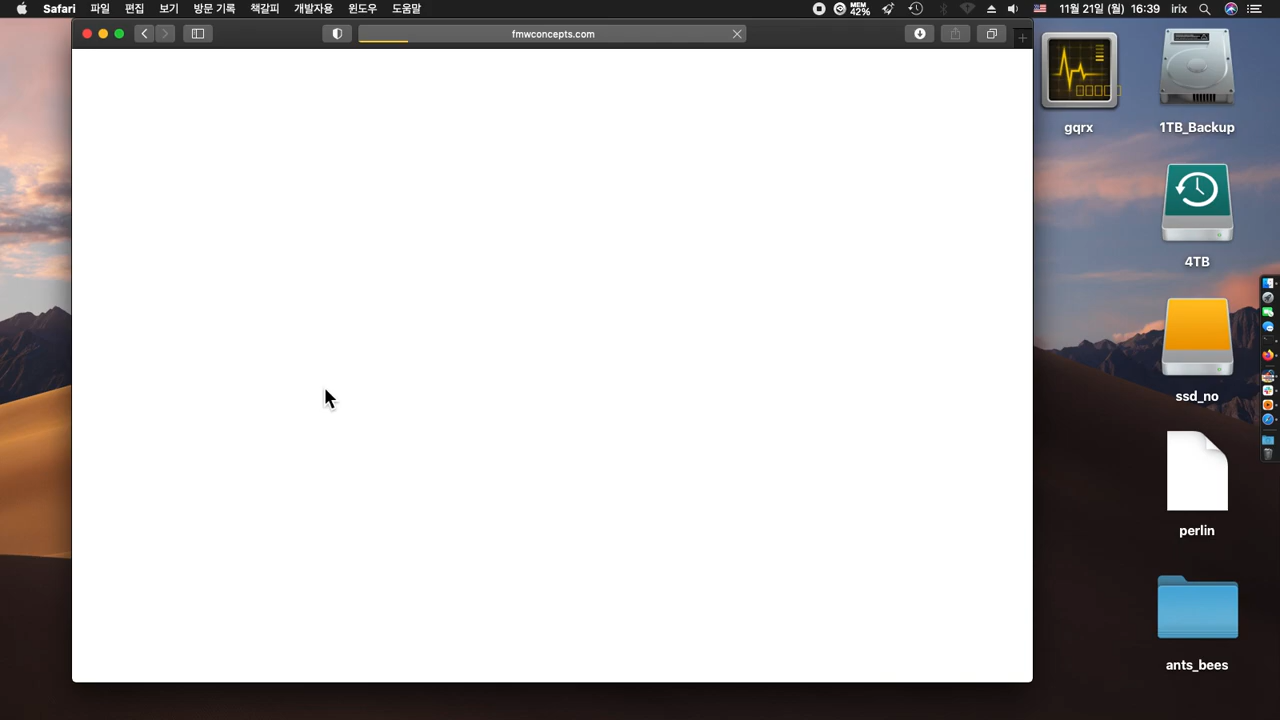 Safari 파일 편집 보기 방문 기록 책갈피 개발자용 윈도우 도움말 MEM 42% 11월 21일 (월) 16:39 irix
fmwconcepts.com
gqrx
1TB_Backup
4TB
ssd_no
perlin
ants_bees